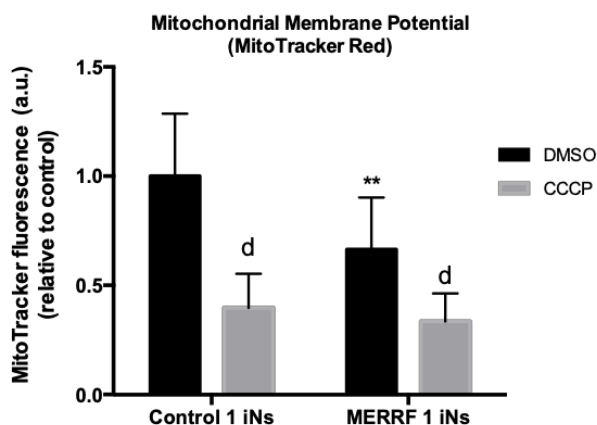 Mitochondrial Membrane Potential
(MitoTracker Red)
MitoTracker fluorescence (a.u.)
(relative to control)
1.5
1.0
0.5
0.0
d
**
d
DMSO
CCCP
Control 1 iNs
MERRF 1 iNs